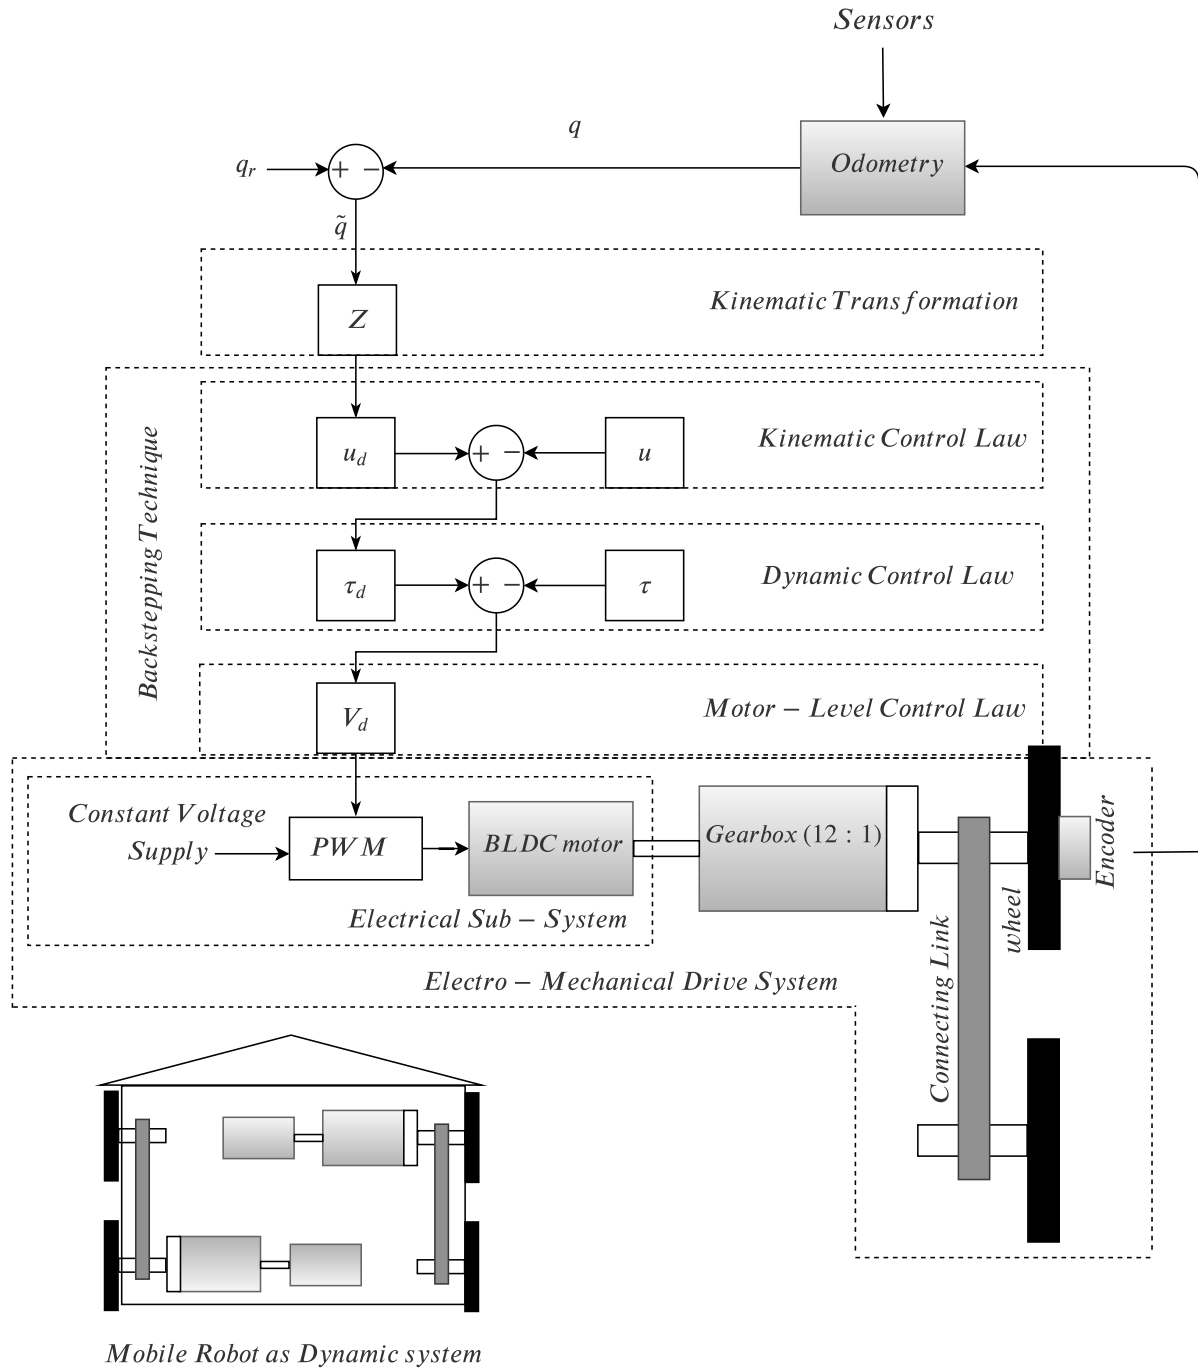 Sensors
q
q_r
+ −
Odometry
q̃
Z
Kinematic Transformation
Backstepping Technique
u_d
+ −
u
Kinematic Control Law
τ_d
+ −
τ
Dynamic Control Law
V_d
Motor − Level Control Law
Constant Voltage
Supply
PWM
BLDC motor
Gearbox (12 : 1)
Encoder
wheel
Connecting Link
Electrical Sub − System
Electro − Mechanical Drive System
Mobile Robot as Dynamic system